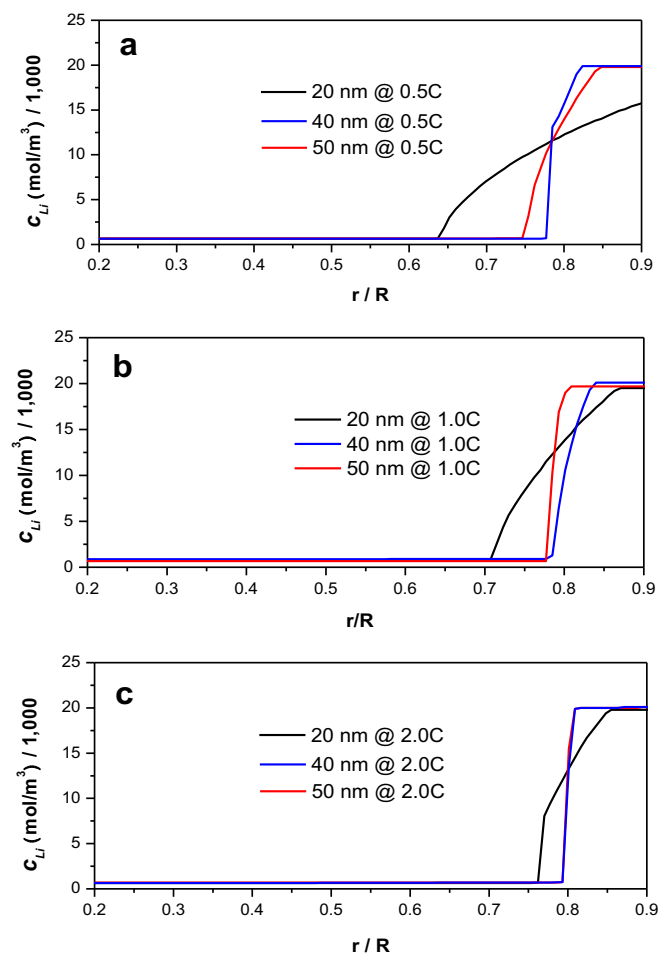 a
25
20
15
10
5
0
c_Li (mol/m³) / 1,000
20 nm @ 0.5C
40 nm @ 0.5C
50 nm @ 0.5C
0.2 0.3 0.4 0.5 0.6 0.7 0.8 0.9
r / R
b
25
20
15
10
5
0
c_Li (mol/m³) / 1,000
20 nm @ 1.0C
40 nm @ 1.0C
50 nm @ 1.0C
0.2 0.3 0.4 0.5 0.6 0.7 0.8 0.9
r/R
c
25
20
15
10
5
0
c_Li (mol/m³) / 1,000
20 nm @ 2.0C
40 nm @ 2.0C
50 nm @ 2.0C
0.2 0.3 0.4 0.5 0.6 0.7 0.8 0.9
r / R